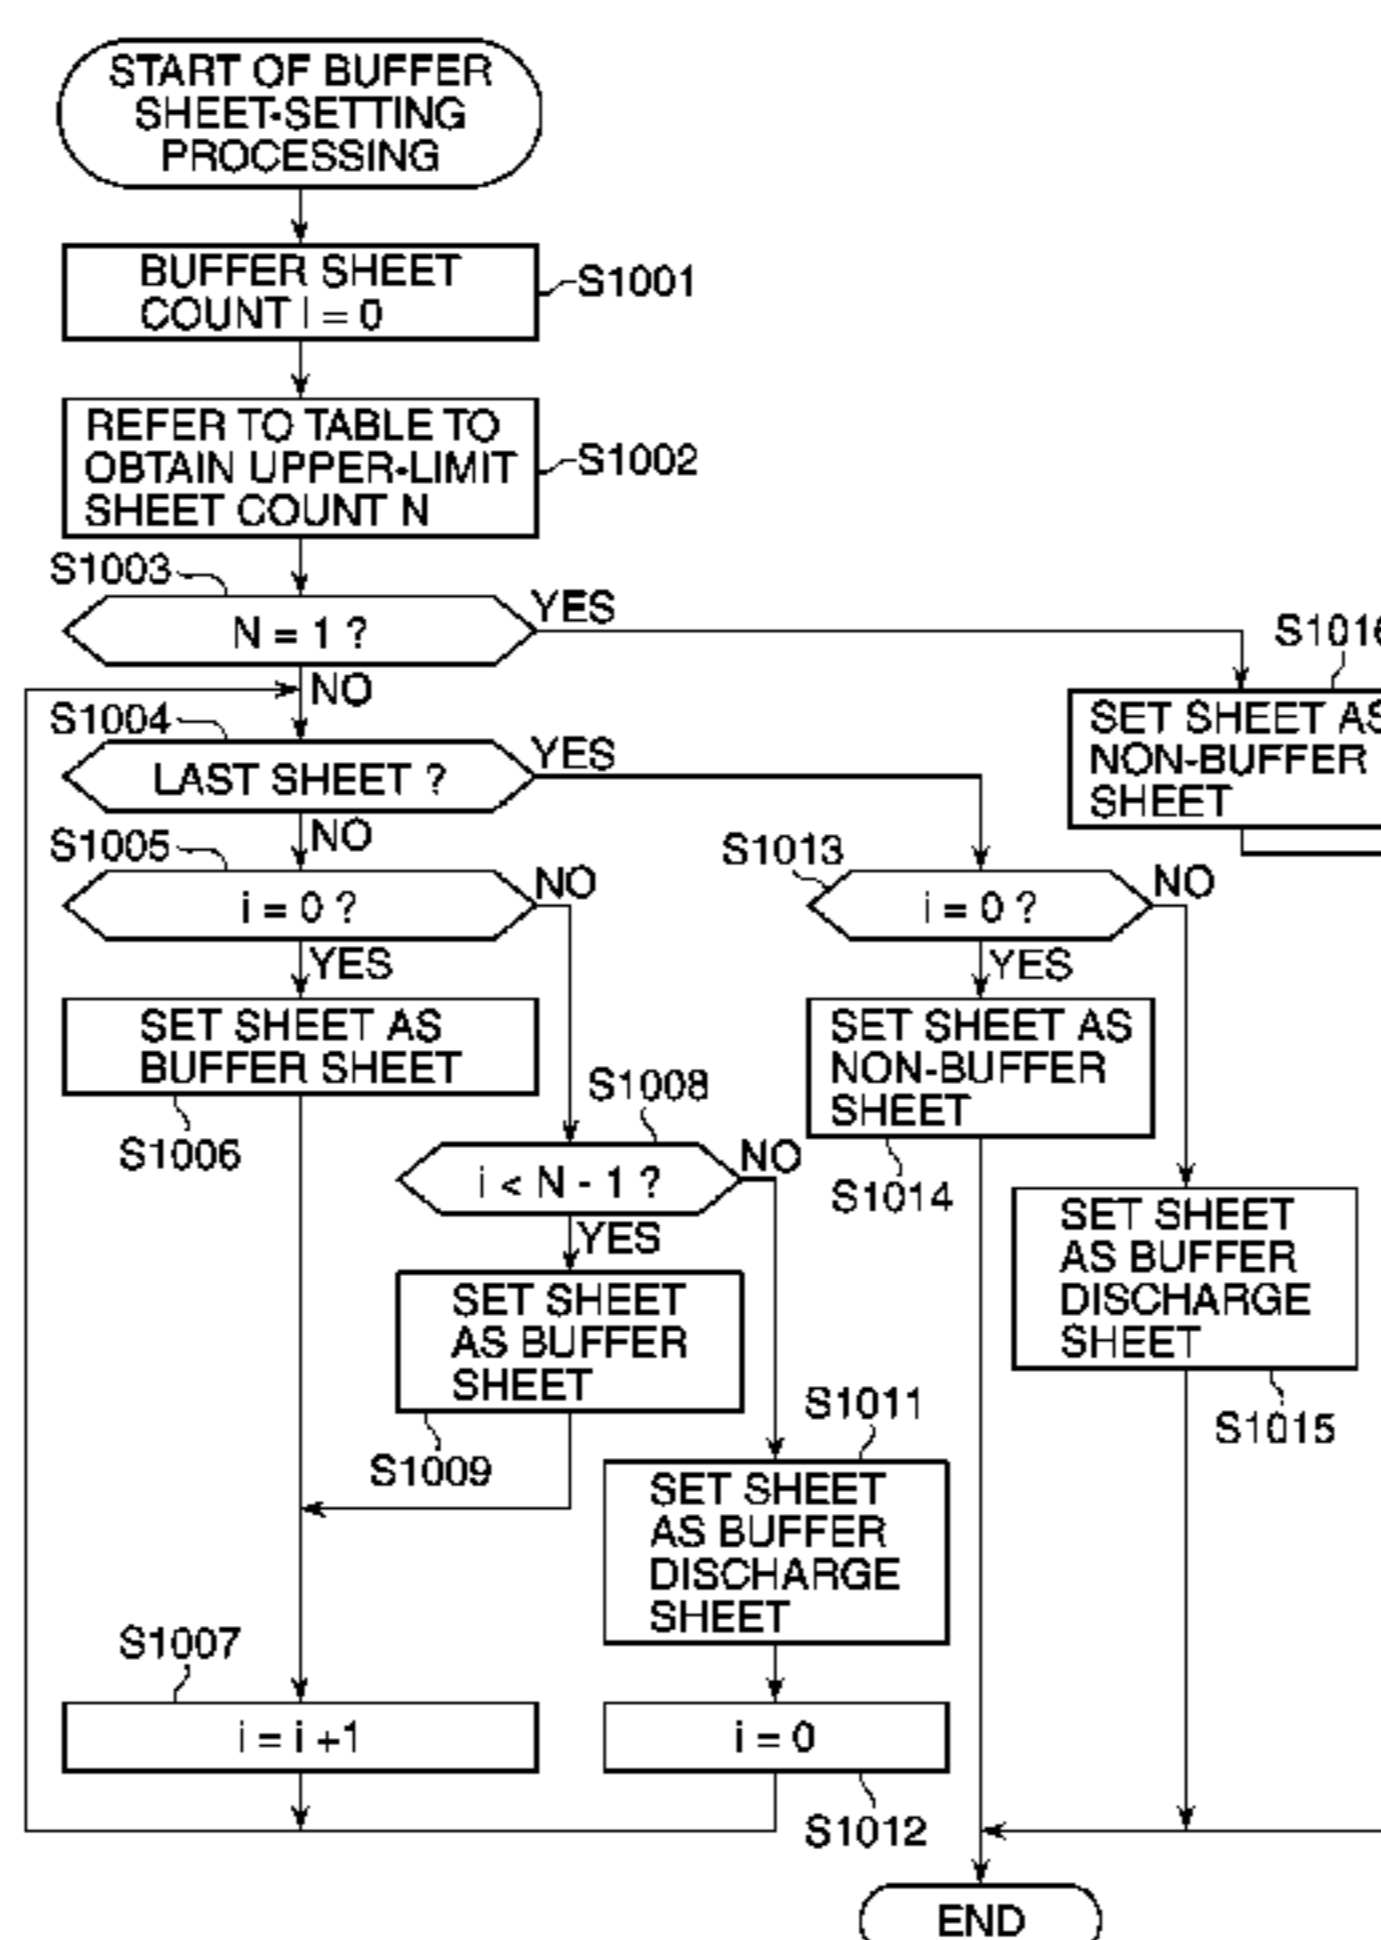 START OF BUFFER
SHEET-SETTING
PROCESSING
BUFFER SHEET
COUNT I = 0
S1001
REFER TO TABLE TO
OBTAIN UPPER-LIMIT
SHEET COUNT N
S1002
S1003
N = 1 ?
YES
NO
S1016
SET SHEET AS
NON-BUFFER
SHEET
S1004
LAST SHEET ?
YES
NO
S1005
i = 0 ?
NO
YES
S1013
i = 0 ?
NO
YES
SET SHEET AS
BUFFER SHEET
S1006
SET SHEET AS
NON-BUFFER
SHEET
S1014
S1008
i < N - 1 ?
NO
YES
SET SHEET
AS BUFFER
DISCHARGE
SHEET
S1015
SET SHEET
AS BUFFER
SHEET
S1009
S1011
SET SHEET
AS BUFFER
DISCHARGE
SHEET
S1007
i = i +1
i = 0
S1012
END